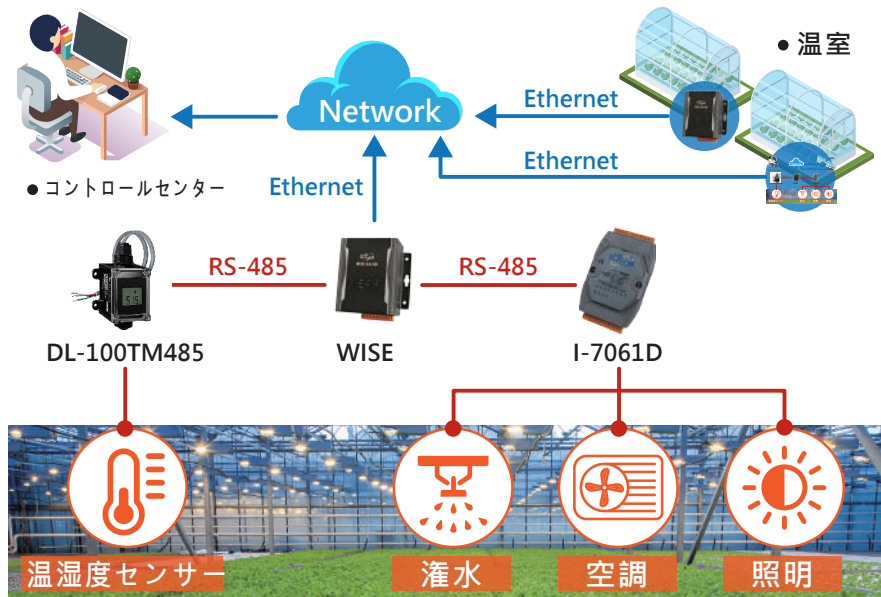 ● 温室
Ethernet
Network
Ethernet
● コントロールセンター
Ethernet
RS-485
RS-485
DL-100TM485
WISE
I-7061D
温湿度センサー
潅水
空調
照明